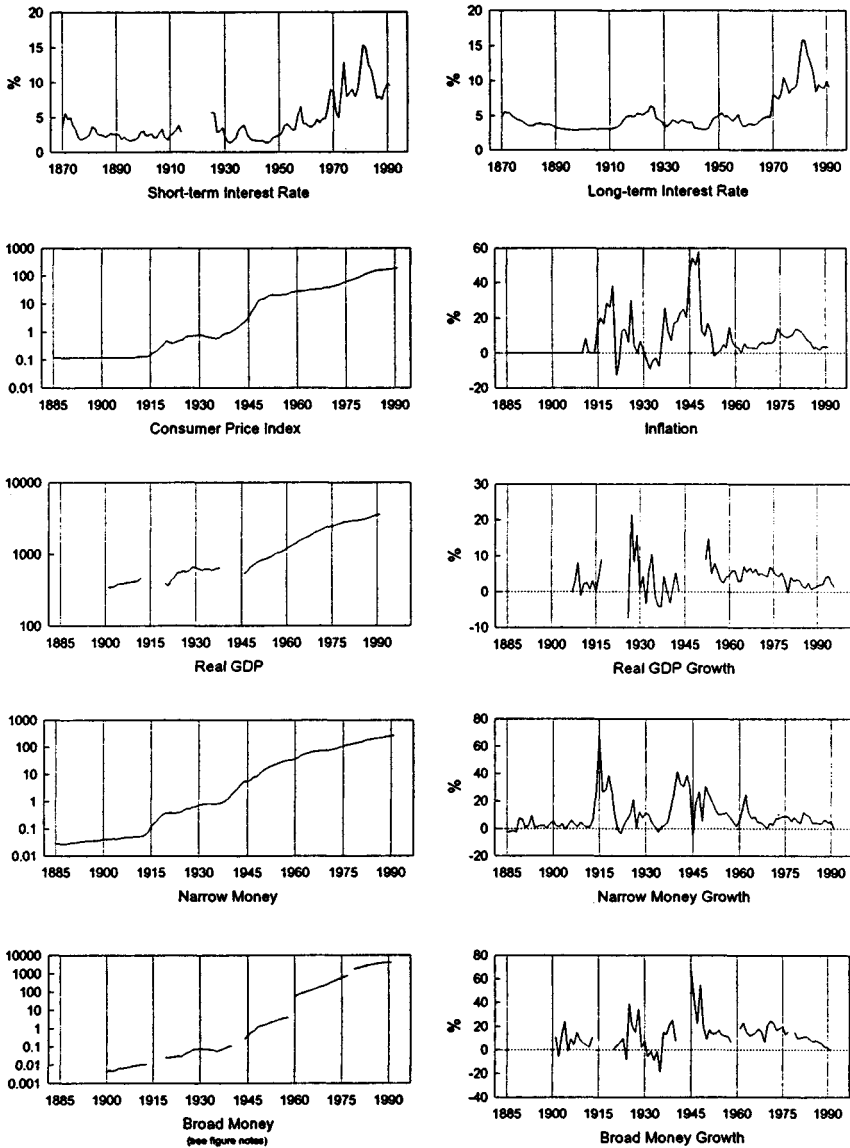 20
15
10
5
0
%
1870 1890 1910 1930 1950 1970 1990
Short-term Interest Rate
20
15
10
5
0
%
1870 1890 1910 1930 1950 1970 1990
Long-term Interest Rate
1000
100
10
1
0.1
0.01
1885 1900 1915 1930 1945 1960 1975 1990
Consumer Price Index
60
40
20
0
-20
%
1885 1900 1915 1930 1945 1960 1975 1990
Inflation
10000
1000
100
1885 1900 1915 1930 1945 1960 1975 1990
Real GDP
30
20
10
0
-10
%
1885 1900 1915 1930 1945 1960 1975 1990
Real GDP Growth
1000
100
10
1
0.1
0.01
1885 1900 1915 1930 1945 1960 1975 1990
Narrow Money
80
60
40
20
0
-20
%
1885 1900 1915 1930 1945 1960 1975 1990
Narrow Money Growth
10000
1000
100
10
1
0.1
0.01
0.001
1885 1900 1915 1930 1945 1960 1975 1990
Broad Money
(see figure notes)
80
60
40
20
0
-20
-40
%
1885 1900 1915 1930 1945 1960 1975 1990
Broad Money Growth